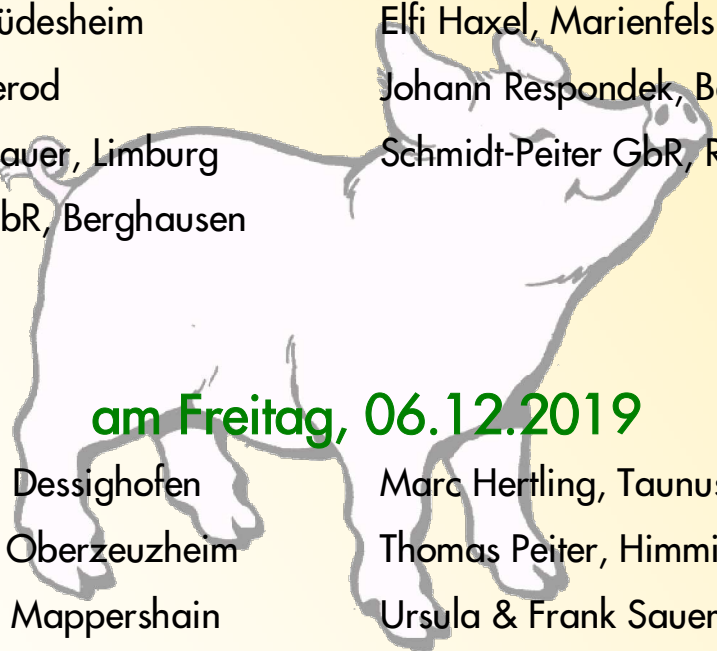 üdesheim Elfi Haxel, Marienfels
erod Johann Respondek, B
auer, Limburg Schmidt-Peiter GbR, R
bR, Berghausen
am Freitag, 06.12.2019
Dessighofen Marc Hertling, Taunus
Oberzeuzheim Thomas Peiter, Himmi
Mappershain Ursula & Frank Sauer